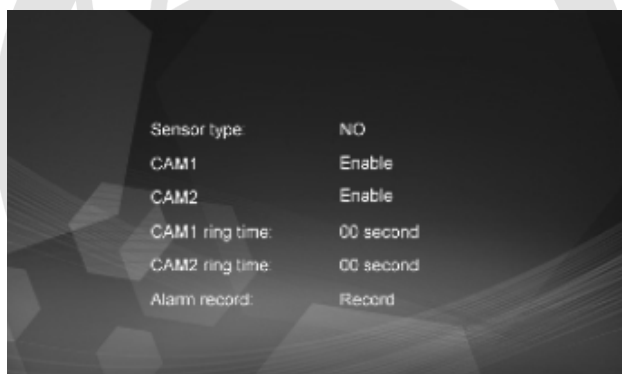 Sensor type: NO
CAM1 Enable
CAM2 Enable
CAM1 ring time: 00 second
CAM2 ring time: 00 second
Alarm record: Record